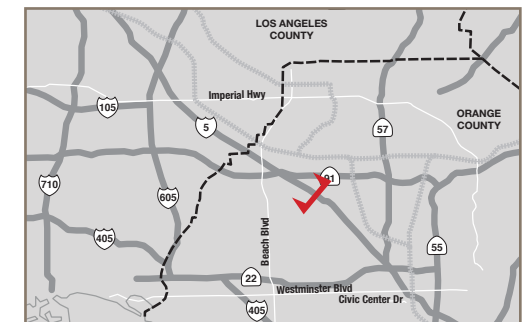 LOS ANGELES
COUNTY
Imperial Hwy
105
5
57
ORANGE
COUNTY
91
710
605
405
Beach Blvd
55
22
Westminster Blvd
Civic Center Dr
405